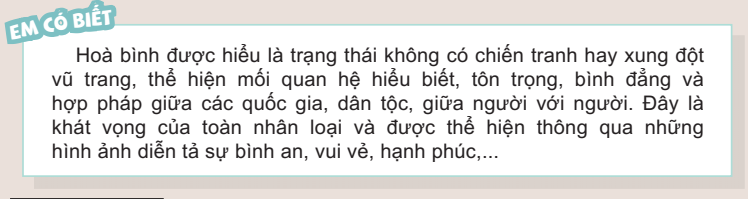 EM CÓ BIẾT
Hoà bình được hiểu là trạng thái không có chiến tranh hay xung đột
vũ trang, thể hiện mối quan hệ hiểu biết, tôn trọng, bình đẳng và
hợp pháp giữa các quốc gia, dân tộc, giữa người với người. Đây là
khát vọng của toàn nhân loại và được thể hiện thông qua những
hình ảnh diễn tả sự bình an, vui vẻ, hạnh phúc,...